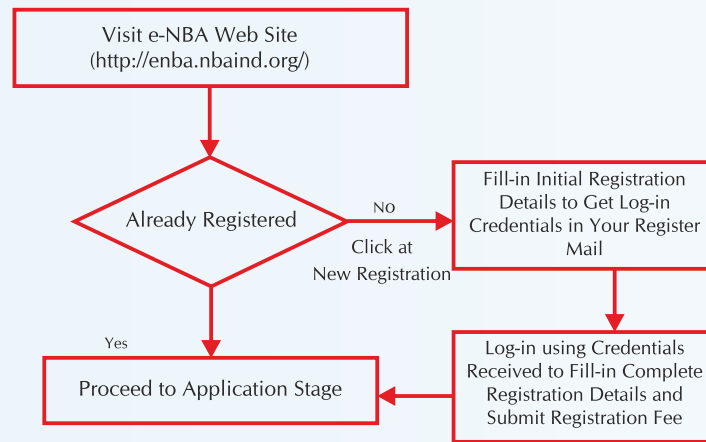 Visit e-NBA Web Site
(http://enba.nbaind.org/)
Already Registered
No
Click at
New Registration
Fill-in Initial Registration
Details to Get Log-in
Credentials in Your Register
Mail
Log-in using Credentials
Received to Fill-in Complete
Registration Details and
Submit Registration Fee
Yes
Proceed to Application Stage